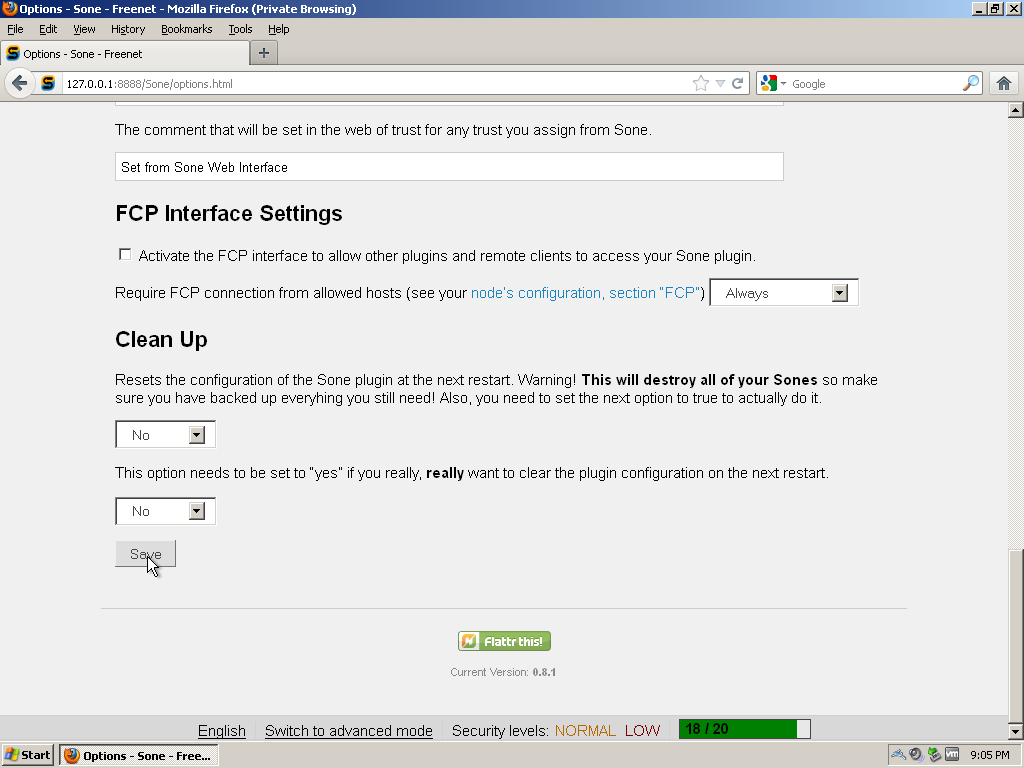 Options - Sone - Freenet - Mozilla Firefox (Private Browsing)
File Edit View History Bookmarks Tools Help
Options - Sone - Freenet
127.0.0.1:8888/Sone/options.html
Google
The comment that will be set in the web of trust for any trust you assign from Sone.
Set from Sone Web Interface
FCP Interface Settings
Activate the FCP interface to allow other plugins and remote clients to access your Sone plugin.
Require FCP connection from allowed hosts (see your node's configuration, section “FCP”) Always
Clean Up
Resets the configuration of the Sone plugin at the next restart. Warning! This will destroy all of your Sones so make
sure you have backed up everyhing you still need! Also, you need to set the next option to true to actually do it.
No
This option needs to be set to “yes” if you really, really want to clear the plugin configuration on the next restart.
No
Save
Flattr this!
Current Version: 0.8.1
English Switch to advanced mode Security levels: NORMAL LOW 18 / 20
Start Options - Sone - Free... 9:05 PM